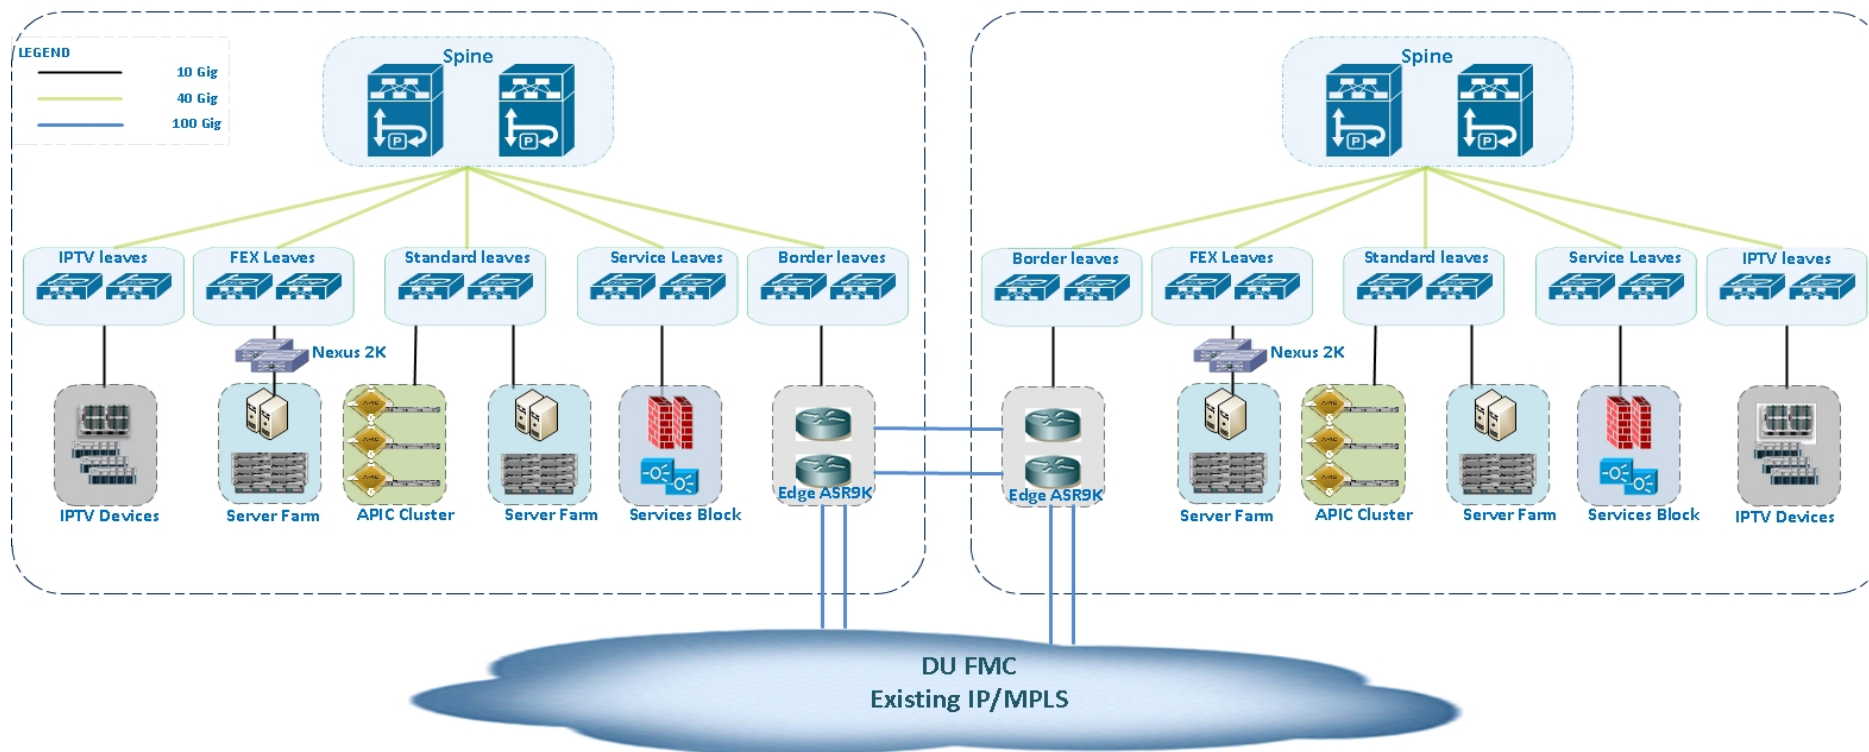 LEGEND
10 Gig
40 Gig
100 Gig
Spine
Spine
IPTV leaves
FEX Leaves
Standard leaves
Service Leaves
Border leaves
Border leaves
FEX Leaves
Standard leaves
Service Leaves
IPTV leaves
Nexus 2K
Nexus 2K
Edge ASR9K
Edge ASR9K
IPTV Devices
Server Farm
APIC Cluster
Server Farm
Services Block
Server Farm
APIC Cluster
Server Farm
Services Block
IPTV Devices
DU FMC
Existing IP/MPLS